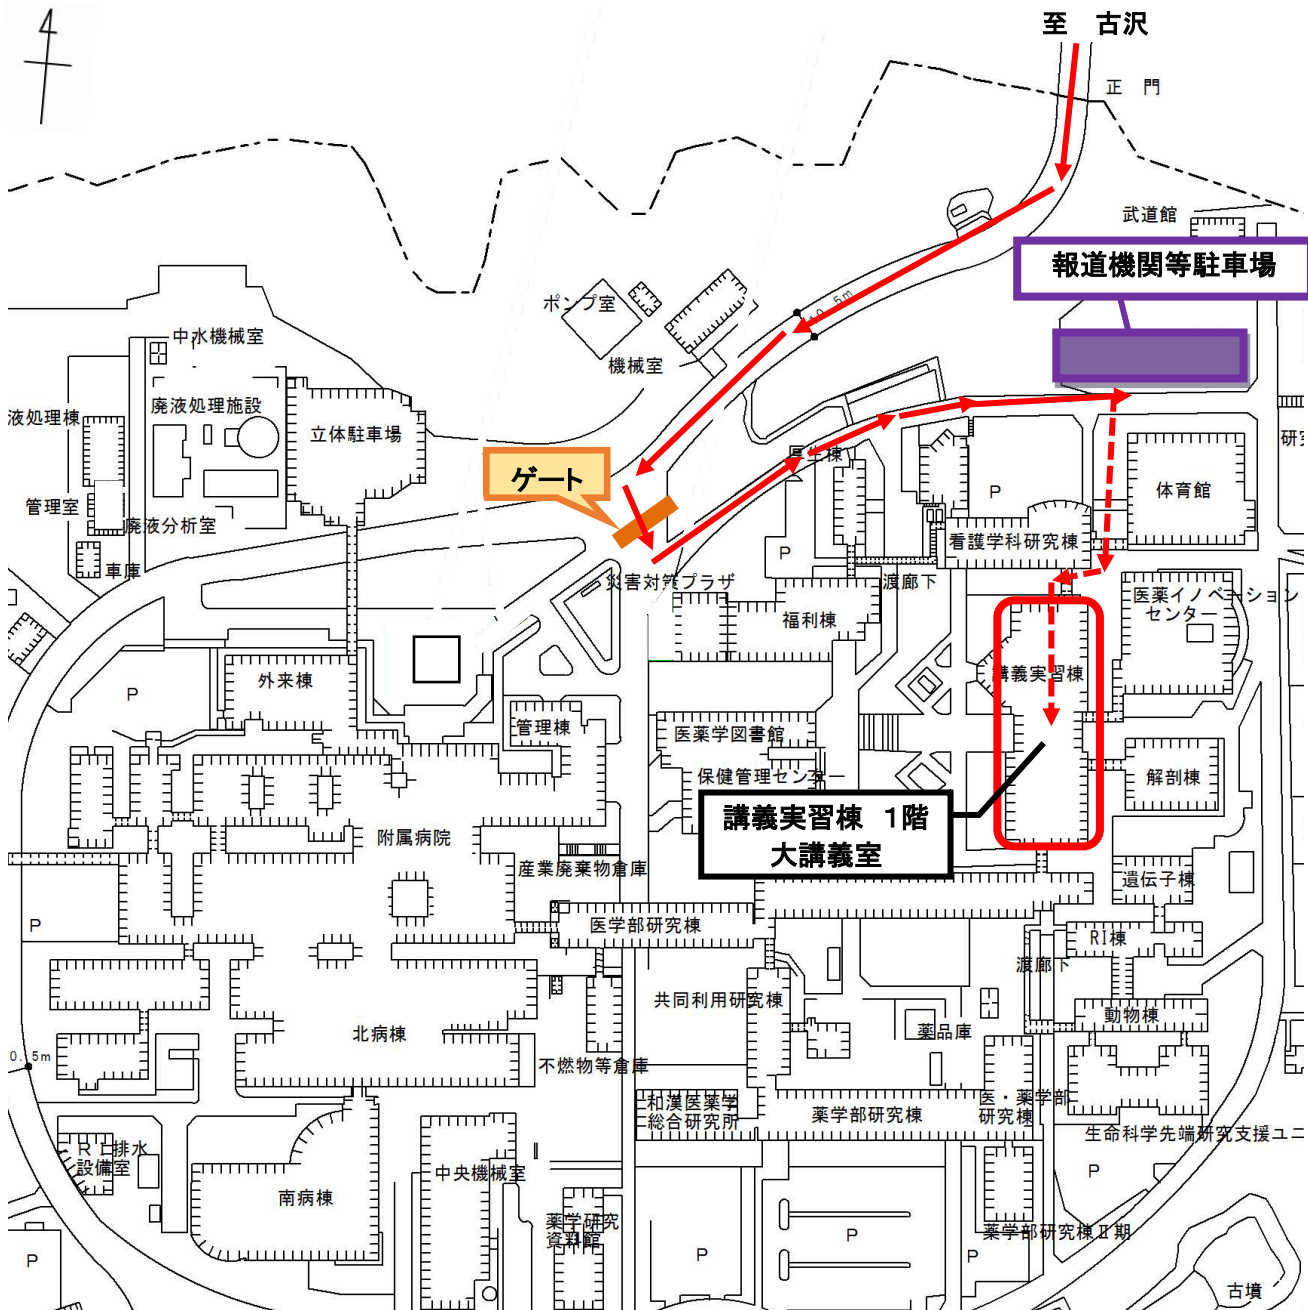 至　古沢
正　門
武道館
報道機関等駐車場
ポンプ室
機械室
中水機械室
廃液処理施設
液処理棟
立体駐車場
管理室
廃液分析室
車庫
ゲート
厚生棟
P
体育館
看護学科研究棟
P
渡廊下
災害対策プラザ
福利棟
医薬イノベーション
センター
講義実習棟
外来棟
P
管理棟
医薬学図書館
保健管理センター
解剖棟
講義実習棟　1階
大講義室
附属病院
産業廃棄物倉庫
遺伝子棟
P
医学部研究棟
RI棟
渡廊下
共同利用研究棟
動物棟
薬品庫
北病棟
0.5m
不燃物等倉庫
和漢医薬学
総合研究所
薬学部研究棟
医・薬学部
研究棟
生命科学先端研究支援ユニ
RI排水
設備室
中央機械室
P
南病棟
薬学研究
資料館
薬学部研究棟Ⅱ期
P
P
P
P
古墳